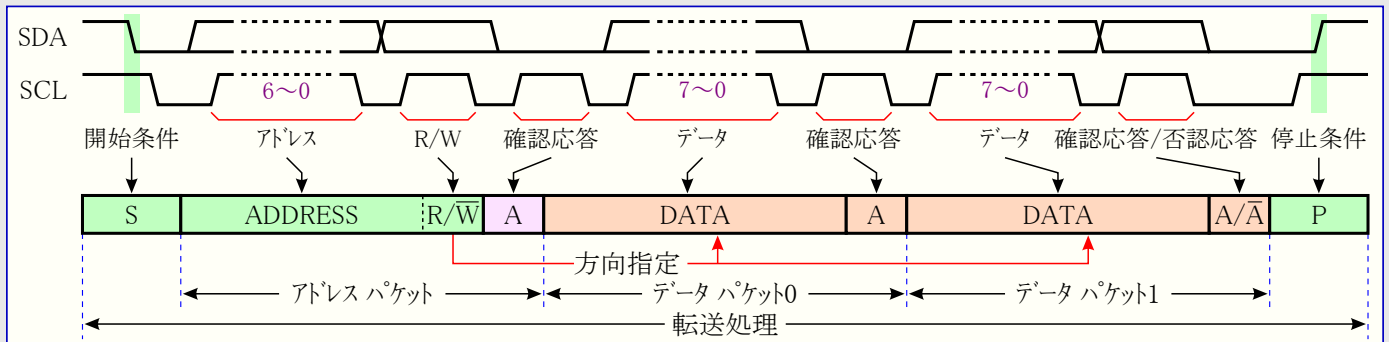 SDA
SCL
6～0 7～0 7～0
開始条件 アドレス R/W 確認応答 データ 確認応答 データ 確認応答/否認応答 停止条件
S ADDRESS R/W̅ A DATA A DATA A/A̅ P
方向指定
アドレス パケット データ パケット0 データ パケット1
転送処理